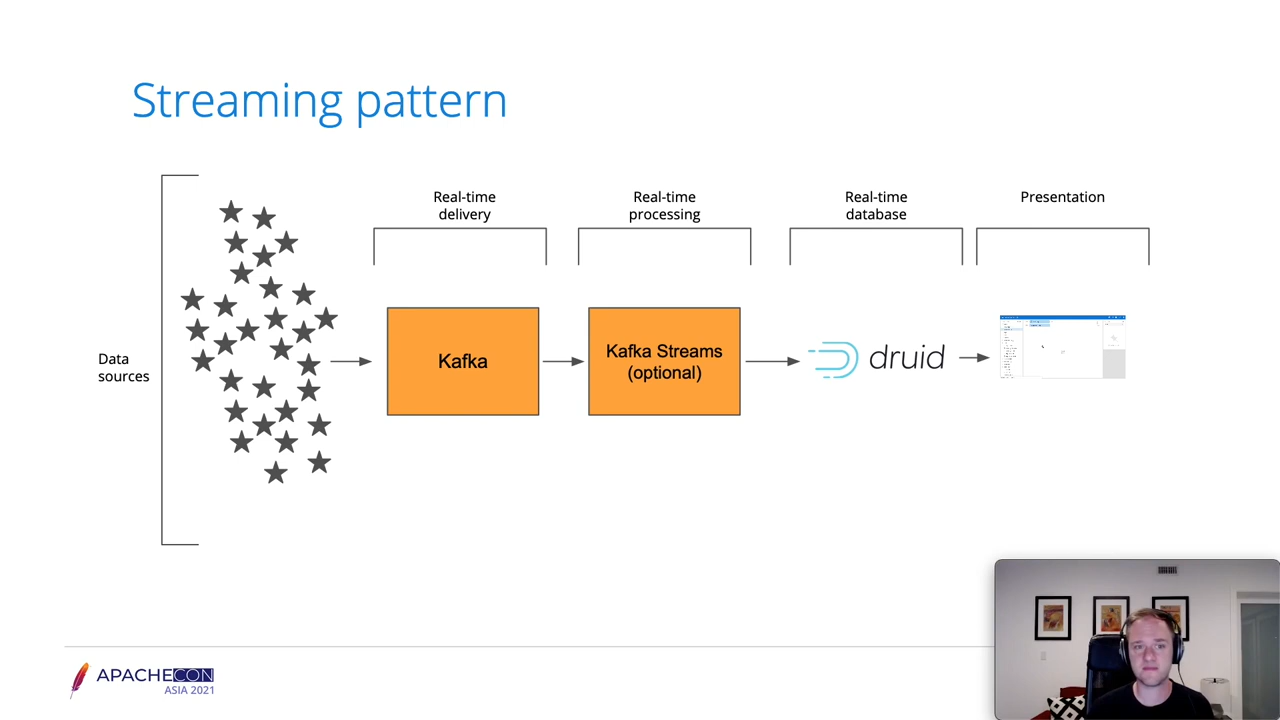 Streaming pattern
Real-time
delivery
Real-time
processing
Real-time
database
Presentation
Data
sources
Kafka
Kafka Streams
(optional)
druid
APACHECON
ASIA 2021